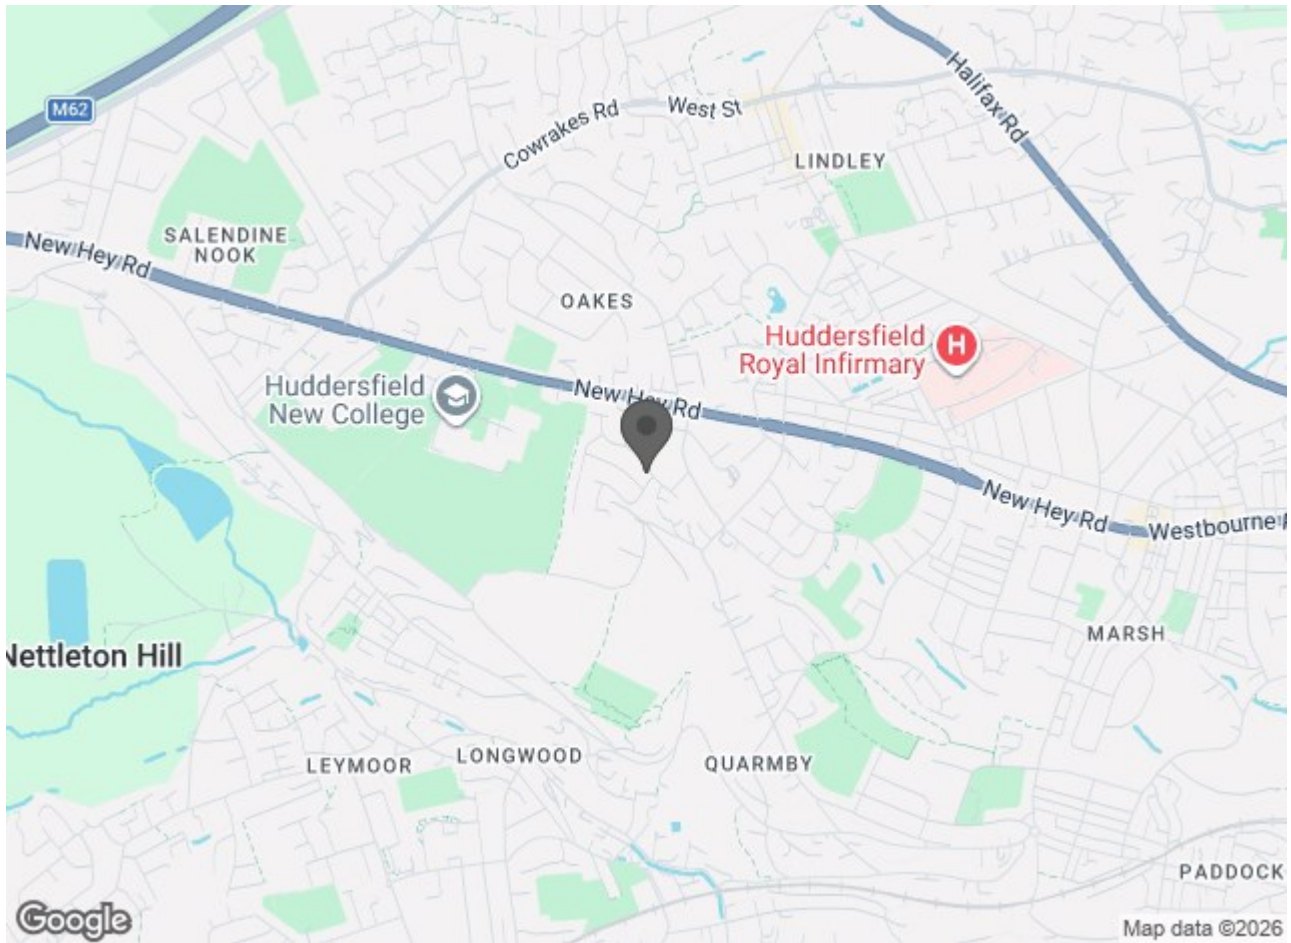 M62
Cowrakes Rd
West St
Halifax Rd
LINDLEY
New Hey Rd
SALENDINE
NOOK
OAKES
Huddersfield
Royal Infirmary
H
Huddersfield
New College
New Hey Rd
New Hey Rd
Westbourne
MARSH
Nettleton Hill
LEYMOOR
LONGWOOD
QUARMBY
PADDOCK
Google
Map data ©2026